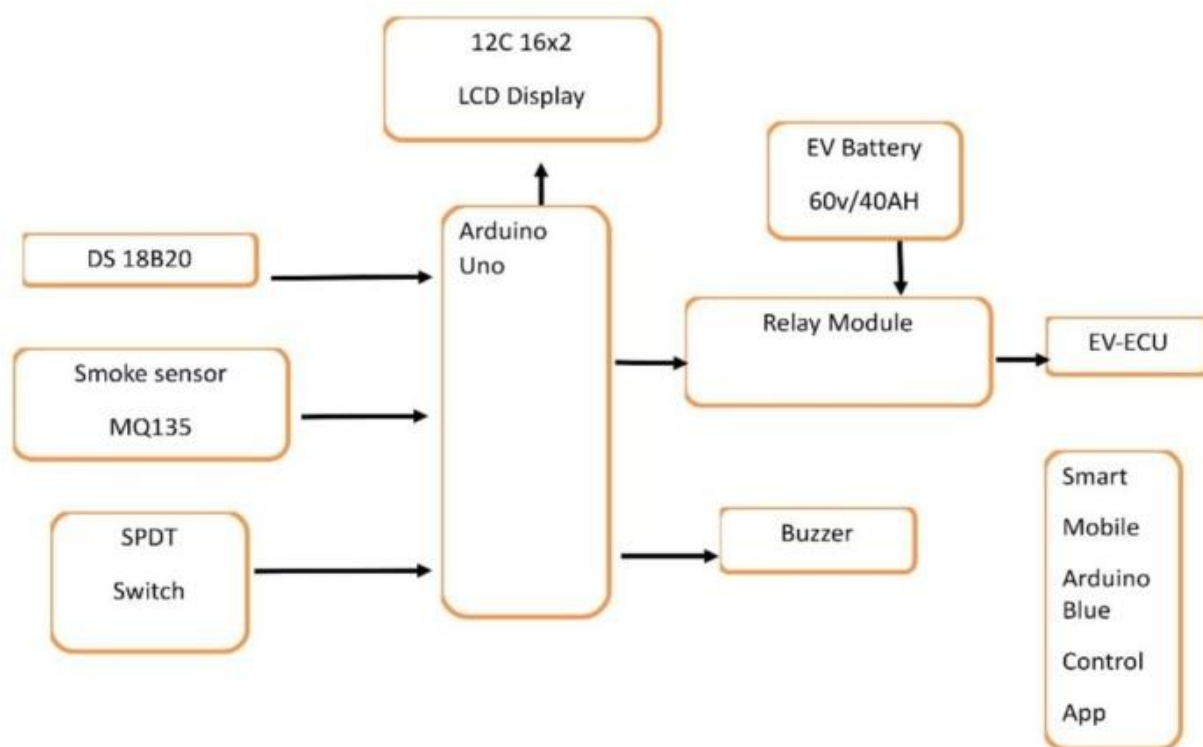 12C 16x2
LCD Display
EV Battery
60v/40AH
Arduino
Uno
DS 18B20
Relay Module
EV-ECU
Smoke sensor
MQ135
SPDT
Switch
Buzzer
Smart
Mobile
Arduino
Blue
Control
App